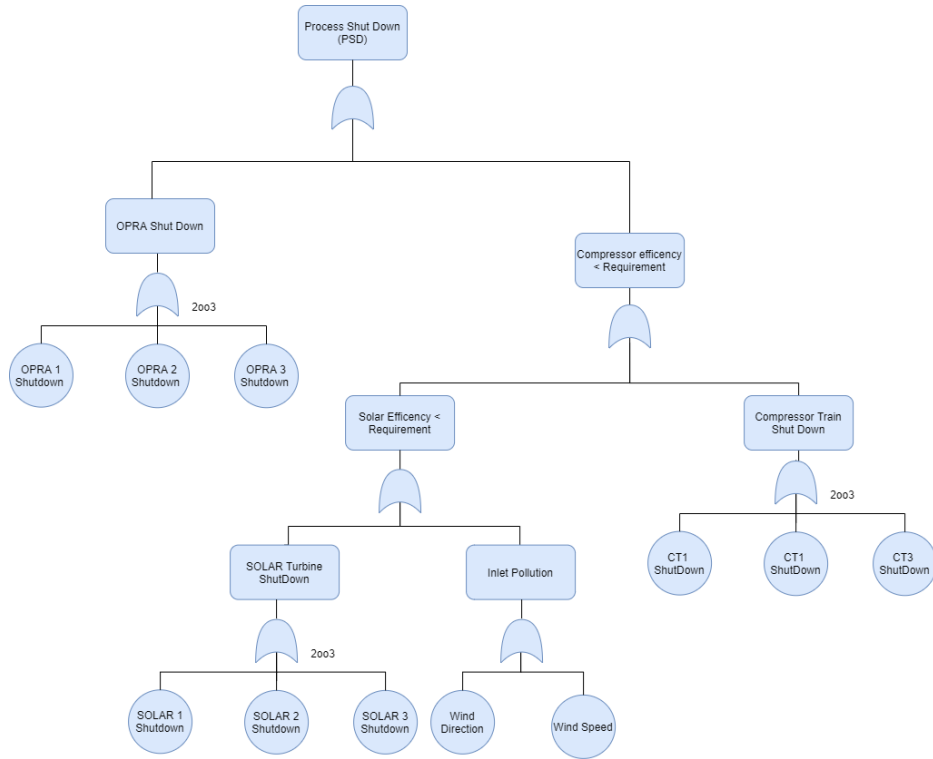 Process Shut Down
(PSD)
OPRA Shut Down
Compressor efficency
< Requirement
2oo3
OPRA 1
Shutdown
OPRA 2
Shutdown
OPRA 3
Shutdown
Solar Efficency <
Requirement
Compressor Train
Shut Down
2oo3
SOLAR Turbine
ShutDown
Inlet Pollution
CT1
ShutDown
CT1
ShutDown
CT3
ShutDown
2oo3
SOLAR 1
Shutdown
SOLAR 2
Shutdown
SOLAR 3
Shutdown
Wind
Direction
Wind Speed